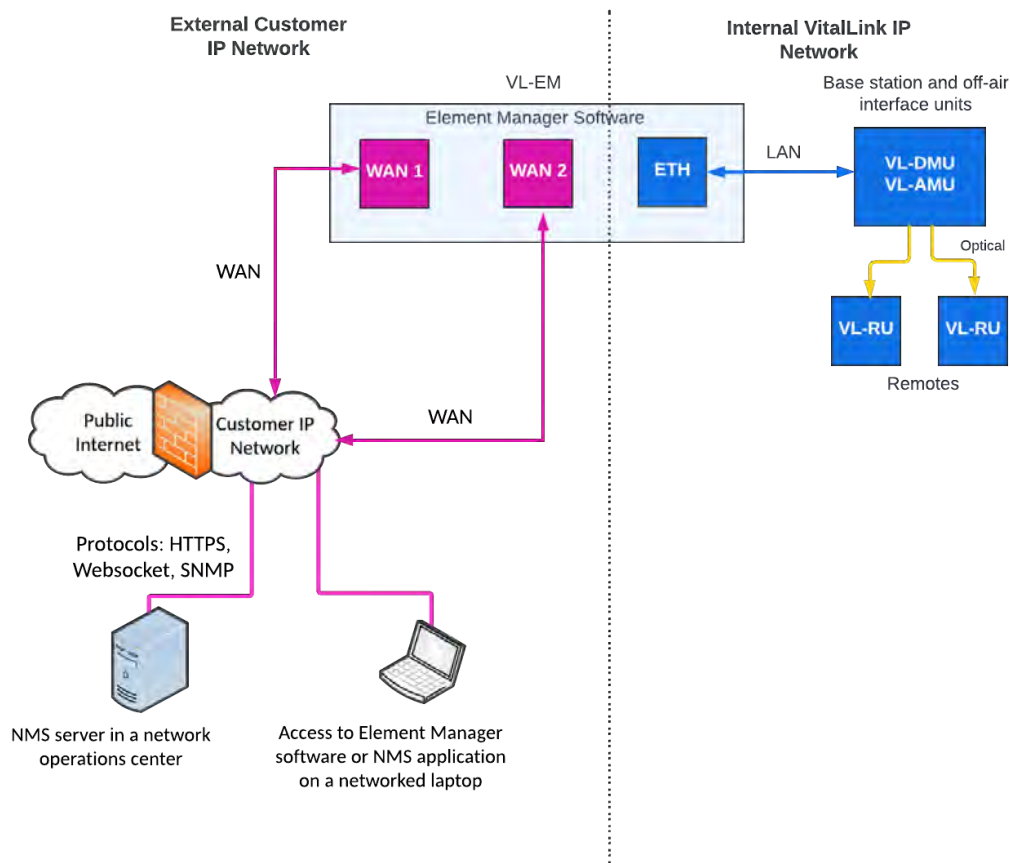 External Customer
IP Network
Internal VitalLink IP
Network
VL-EM
Base station and off-air
interface units
Element Manager Software
WAN 1
WAN 2
ETH
LAN
VL-DMU
VL-AMU
Optical
WAN
VL-RU
VL-RU
Remotes
Public
Internet
Customer IP
Network
WAN
Protocols: HTTPS,
Websocket, SNMP
NMS server in a network
operations center
Access to Element Manager
software or NMS application
on a networked laptop